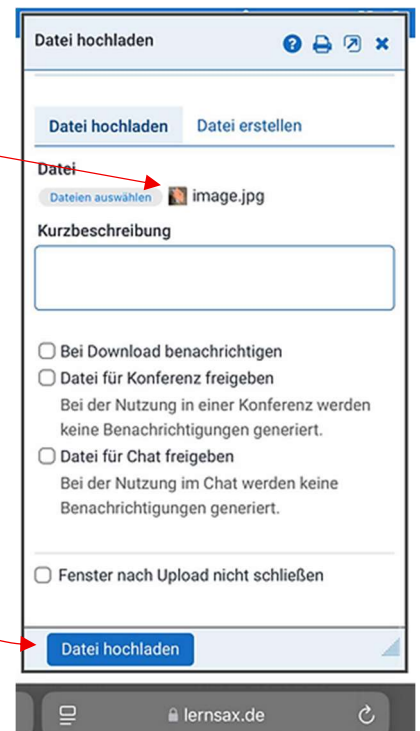 Datei hochladen
Datei hochladen Datei erstellen
Datei
Dateien auswählen image.jpg
Kurzbeschreibung
Bei Download benachrichtigen
Datei für Konferenz freigeben
Bei der Nutzung in einer Konferenz werden
keine Benachrichtigungen generiert.
Datei für Chat freigeben
Bei der Nutzung im Chat werden keine
Benachrichtigungen generiert.
Fenster nach Upload nicht schließen
Datei hochladen
lernsax.de